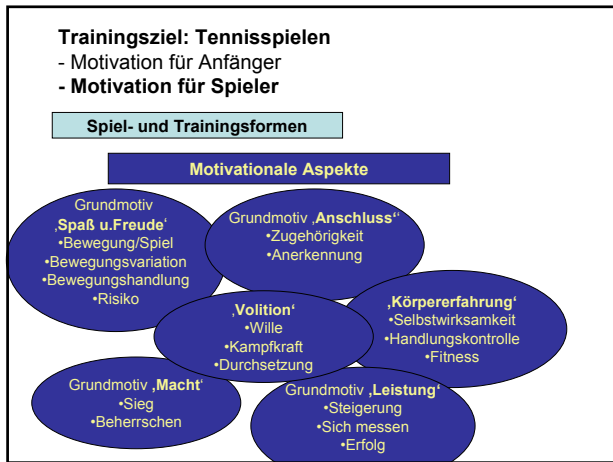 Trainingsziel: Tennisspielen
- Motivation für Anfänger
- Motivation für Spieler
Spiel- und Trainingsformen
Motivationale Aspekte
Grundmotiv
‚Spaß u.Freude‘
•Bewegung/Spiel
•Bewegungsvariation
•Bewegungshandlung
•Risiko
Grundmotiv ‚Anschluss‘
•Zugehörigkeit
•Anerkennung
‚Volition‘
•Wille
•Kampfkraft
•Durchsetzung
‚Körpererfahrung‘
•Selbstwirksamkeit
•Handlungskontrolle
•Fitness
Grundmotiv ‚Macht‘
•Sieg
•Beherrschen
Grundmotiv ‚Leistung‘
•Steigerung
•Sich messen
•Erfolg